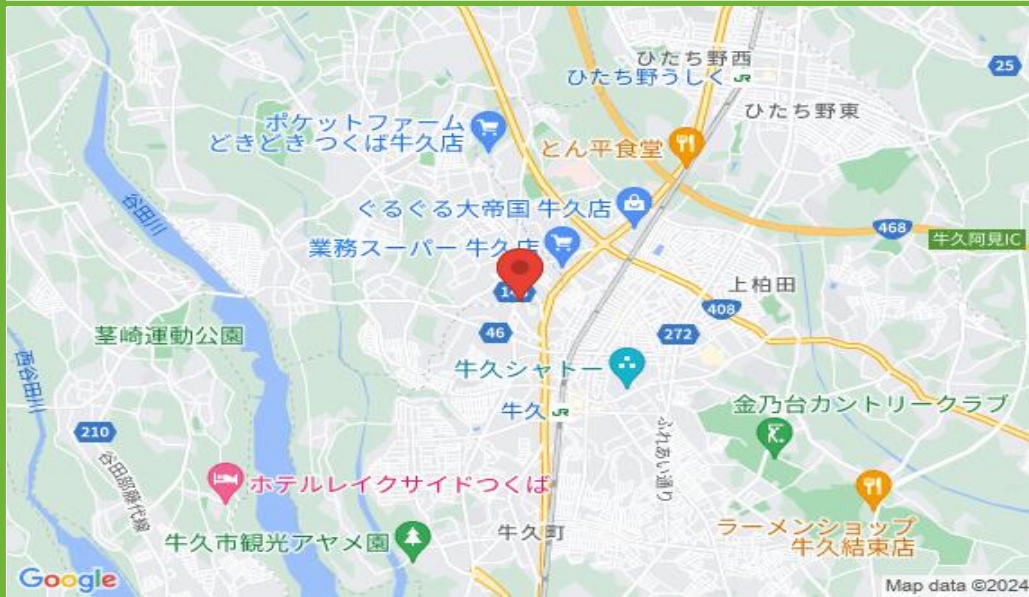 ひたち野西
ひたち野うしく JR
25
ひたち野東
ポケットファーム
どきどき つくば牛久店
とん平食堂
谷田川
ぐるぐる大帝国 牛久店
468
牛久阿見IC
業務スーパー 牛久店
上柏田
408
茎崎運動公園
46
272
西谷田川
牛久シャトー
牛久 JR
金乃台カントリークラブ
ふれあい通り
210
谷田部藤代線
ホテルレイクサイドつくば
牛久町
ラーメンショップ
牛久結束店
牛久市観光アヤメ園
Google
Map data ©2024